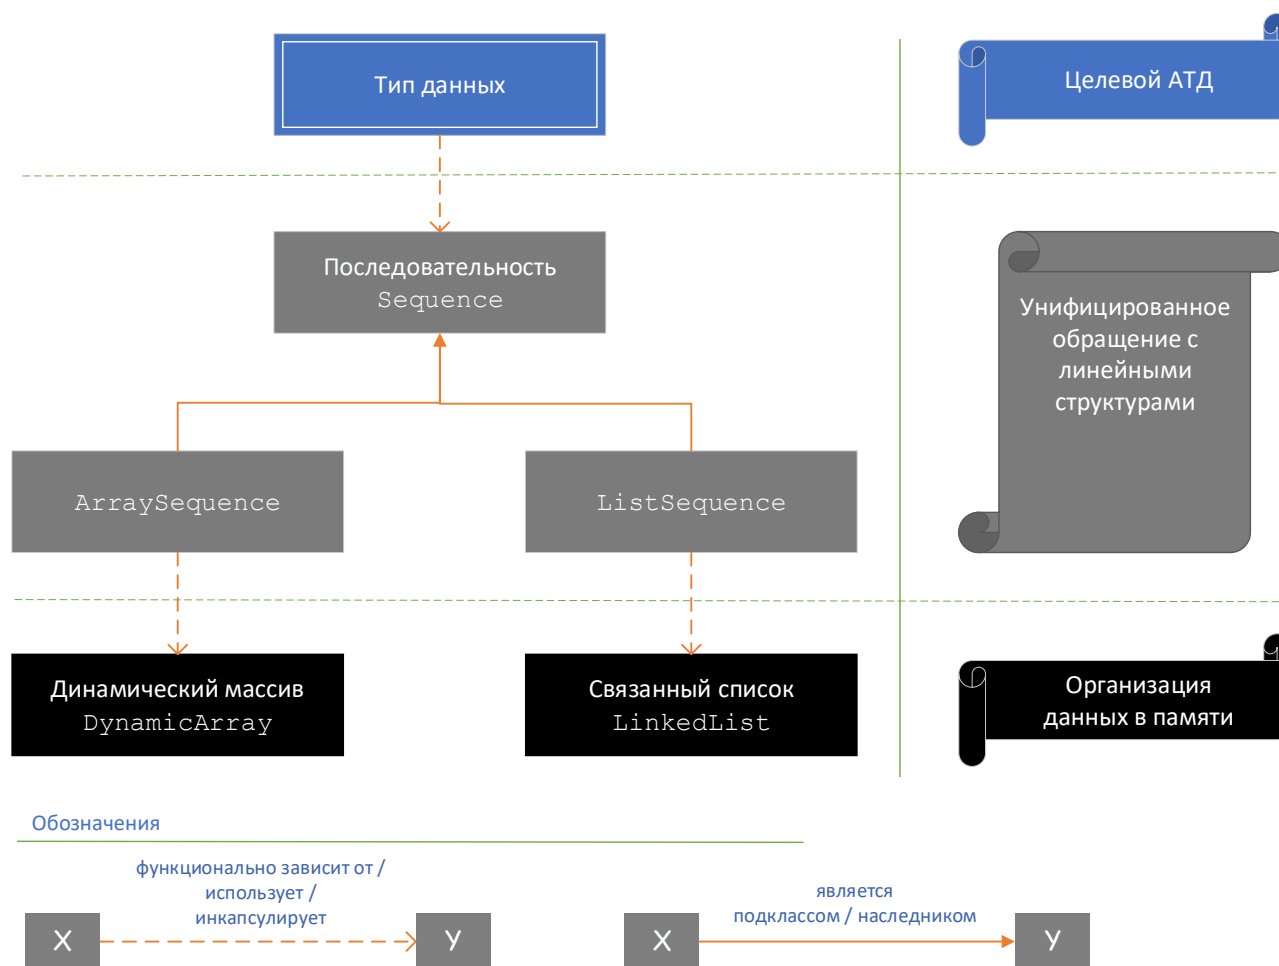 Тип данных
Целевой АТД
Последовательность
Sequence
Унифицированное
обращение с
линейными
структурами
ArraySequence
ListSequence
Динамический массив
DynamicArray
Связанный список
LinkedList
Организация
данных в памяти
Обозначения
функционально зависит от /
использует /
инкапсулирует
X
У
является
подклассом / наследником
X
У